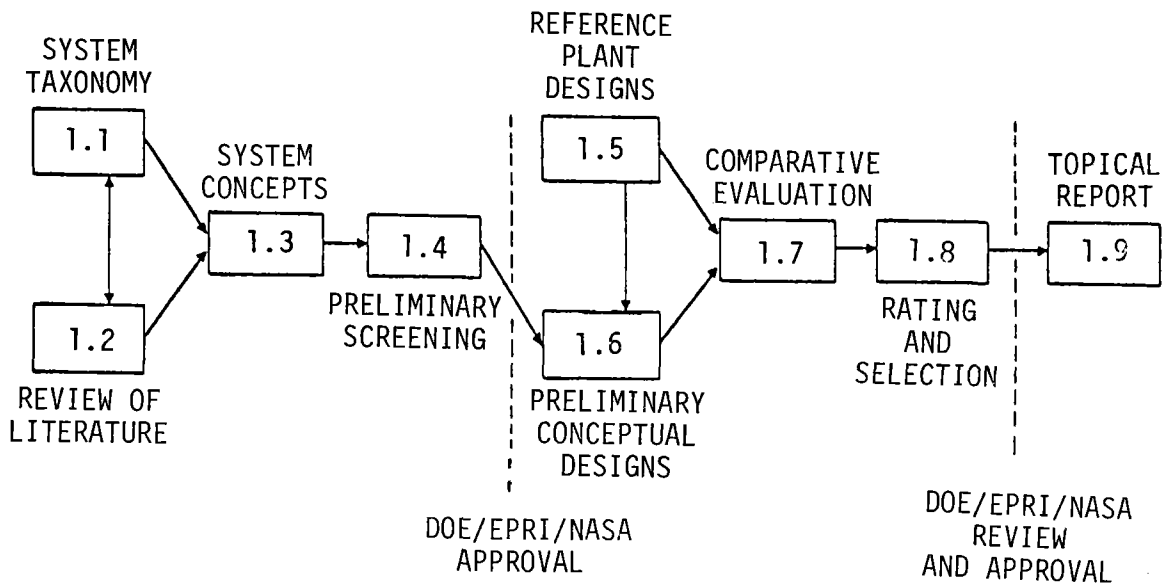 SYSTEM
TAXONOMY
1.1
1.2
REVIEW OF
LITERATURE
SYSTEM
CONCEPTS
1.3
1.4
PRELIMINARY
SCREENING
DOE/EPRI/NASA
APPROVAL
REFERENCE
PLANT
DESIGNS
1.5
1.6
PRELIMINARY
CONCEPTUAL
DESIGNS
COMPARATIVE
EVALUATION
1.7
1.8
RATING
AND
SELECTION
TOPICAL
REPORT
1.9
DOE/EPRI/NASA
REVIEW
AND APPROVAL